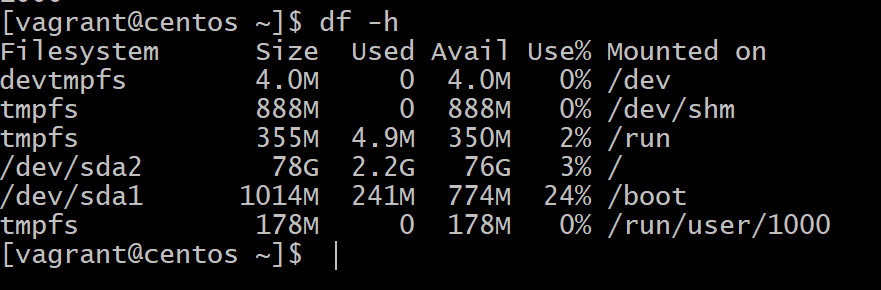 [vagrant@centos ~]$ df -h
Filesystem      Size  Used Avail Use% Mounted on
devtmpfs        4.0M     0  4.0M   0% /dev
tmpfs           888M     0  888M   0% /dev/shm
tmpfs           355M  4.9M  350M   2% /run
/dev/sda2        78G  2.2G   76G   3% /
/dev/sda1      1014M  241M  774M  24% /boot
tmpfs           178M     0  178M   0% /run/user/1000
[vagrant@centos ~]$